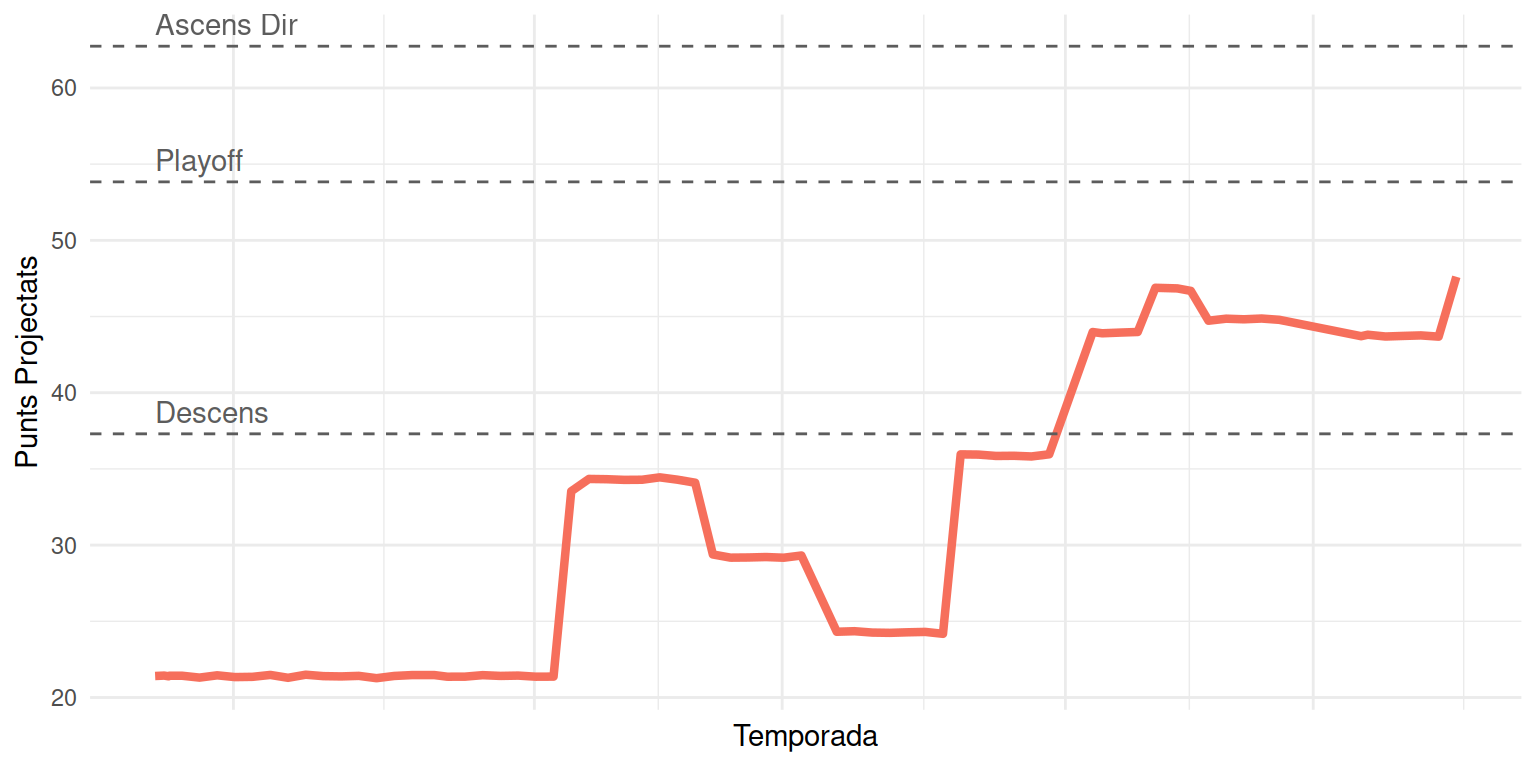 Ascens Dir
60
Playoff
50
Punts Projectats
40
Descens
30
20
Temporada